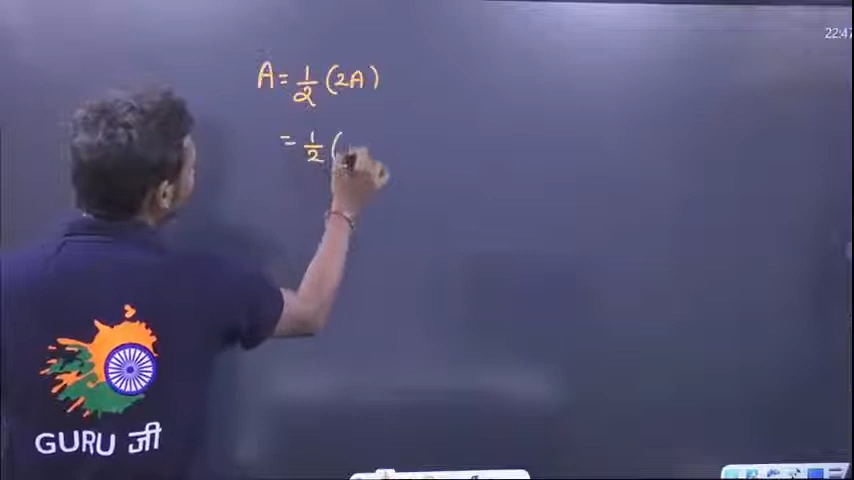 22:47
A = 1/2 (2A)
= 1/2 (
GURU जी